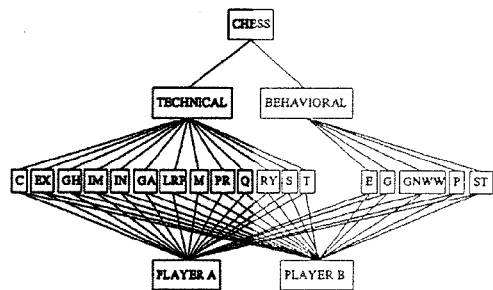 CHESS
TECHNICAL BEHAVIORAL
C EX GH IM IN GA LRP M PR Q RY S T E G GNWW P ST
PLAYER A PLAYER B